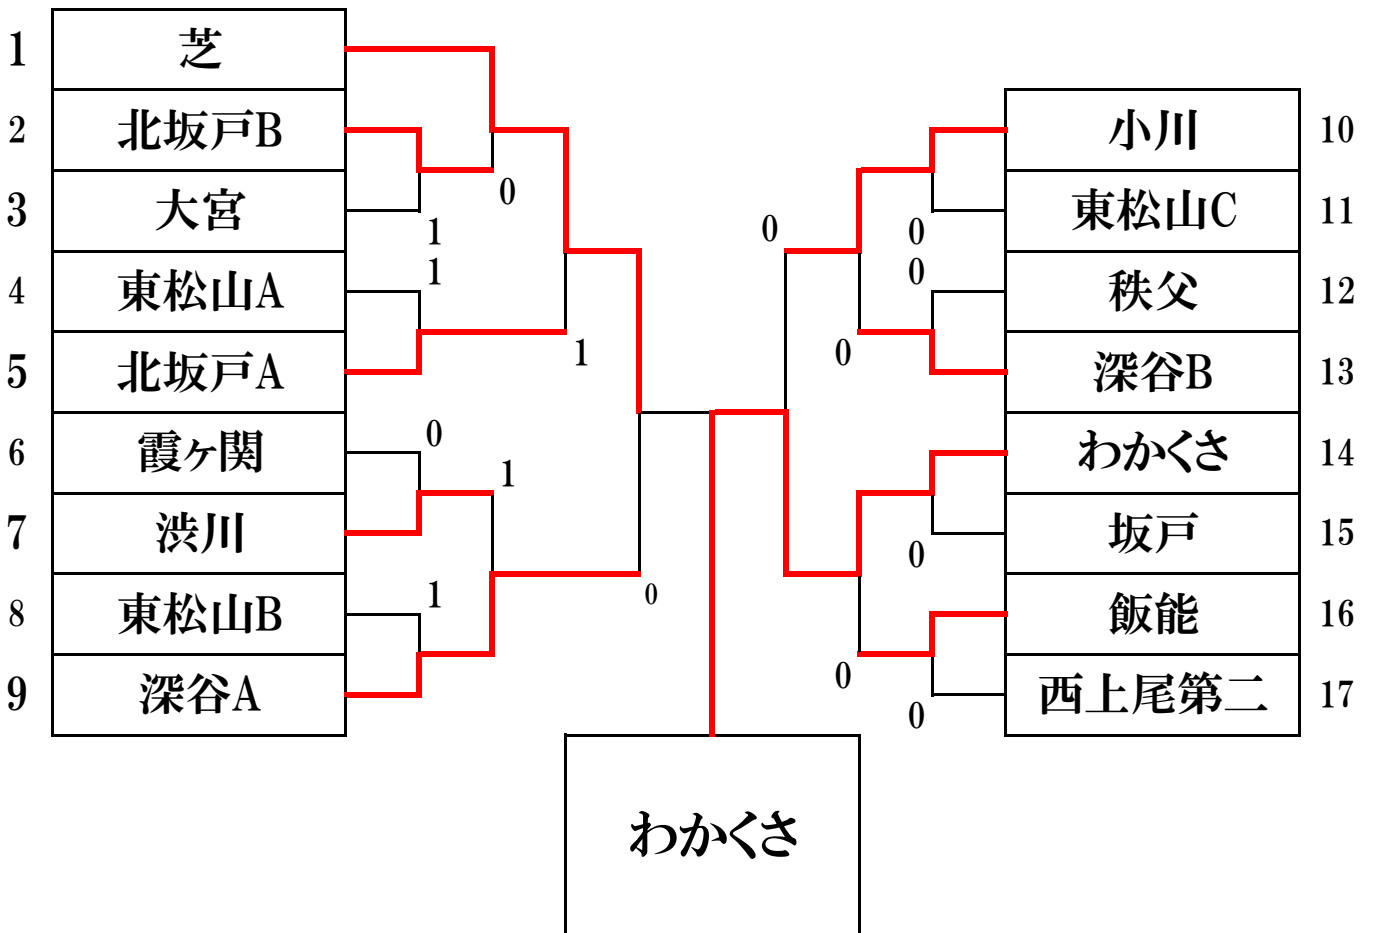 1 芝
2 北坂戸B
3 大宮
4 東松山A
5 北坂戸A
6 霞ヶ関
7 渋川
8 東松山B
9 深谷A
0
1
1
1
0
1
1
0
0
0
0
0
0
0
0
小川 10
東松山C 11
秩父 12
深谷B 13
わかくさ 14
坂戸 15
飯能 16
西上尾第二 17
わかくさ